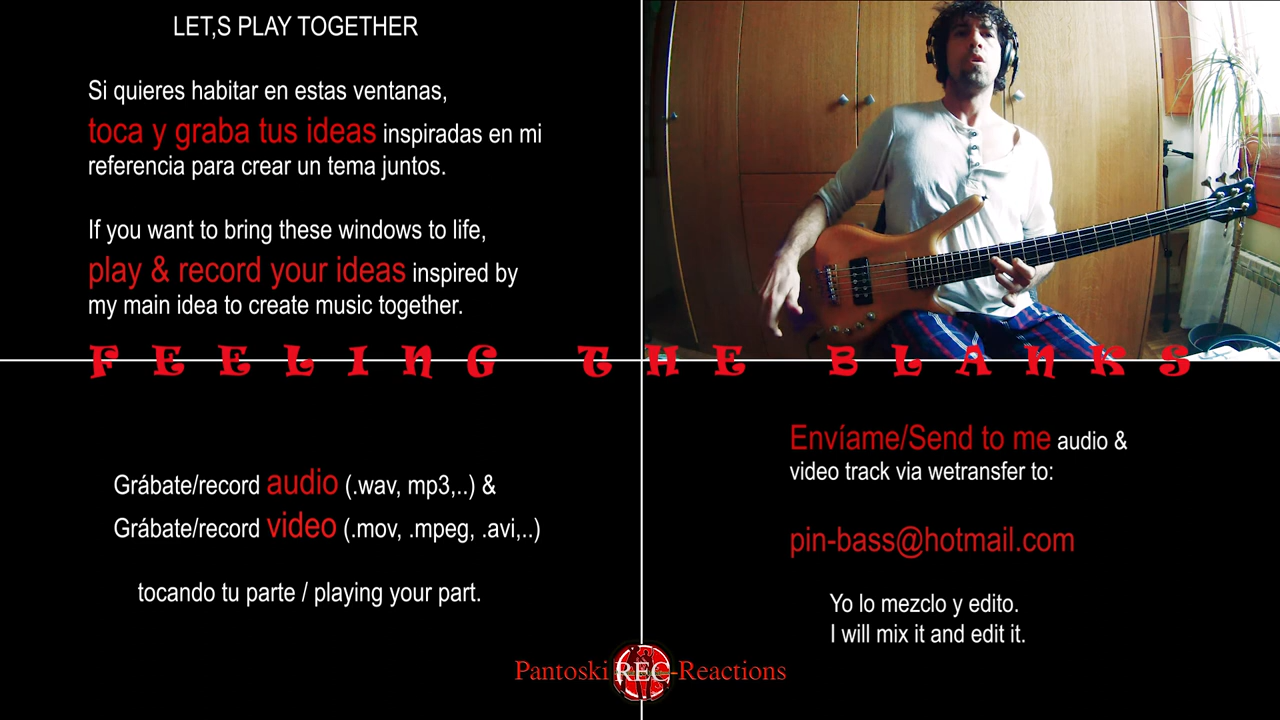 LET,S PLAY TOGETHER
Si quieres habitar en estas ventanas,
toca y graba tus ideas inspiradas en mi
referencia para crear un tema juntos.
If you want to bring these windows to life,
play & record your ideas inspired by
my main idea to create music together.
FEELING THE BLANKS
Grábate/record audio (.wav, mp3,..) &
Grábate/record video (.mov, .mpeg, .avi,..)
tocando tu parte / playing your part.
Envíame/Send to me audio &
video track via wetransfer to:
pin-bass@hotmail.com
Yo lo mezclo y edito.
I will mix it and edit it.
Pantoski REC-Reactions